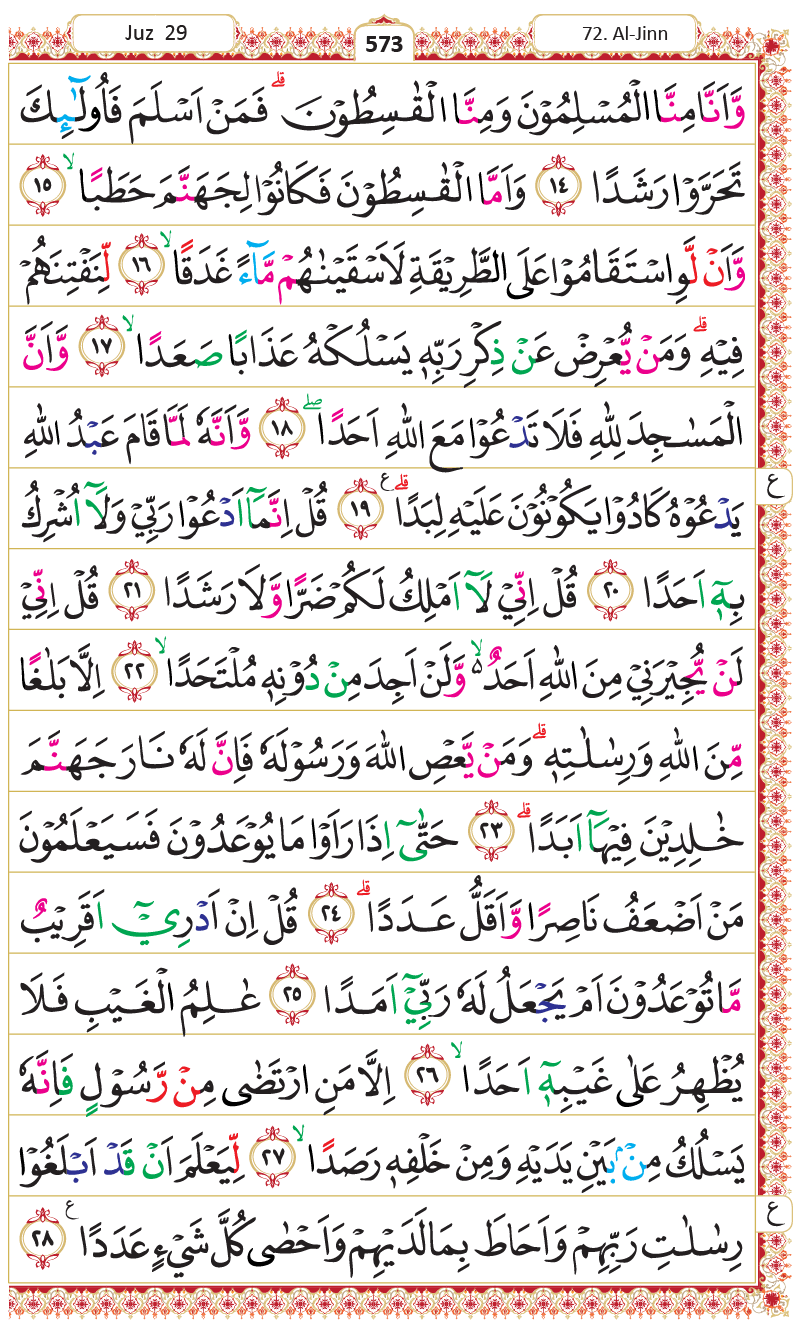 Juz 29
573
72. Al-Jinn
وَّاَنَّا مِنَّا الْمُسْلِمُوْنَ وَمِنَّا الْقٰسِطُوْنَ ۗ فَمَنْ اَسْلَمَ فَاُولٰۤىِٕكَ
تَحَرَّوْا رَشَدًا ١٤ وَاَمَّا الْقٰسِطُوْنَ فَكَانُوْا لِجَهَنَّمَ حَطَبًا ۙ ١٥
وَّاَنْ لَّوِ اسْتَقَامُوْا عَلَى الطَّرِيْقَةِ لَاَسْقَيْنٰهُمْ مَّاۤءً غَدَقًا ۙ ١٦ لِّنَفْتِنَهُمْ
فِيْهِ ۗ وَمَنْ يُّعْرِضْ عَنْ ذِكْرِ رَبِّهٖ يَسْلُكْهُ عَذَابًا صَعَدًا ۙ ١٧ وَّاَنَّ
الْمَسٰجِدَ لِلّٰهِ فَلَا تَدْعُوْا مَعَ اللّٰهِ اَحَدًا ۖ ١٨ وَّاَنَّهٗ لَمَّا قَامَ عَبْدُ اللّٰهِ
يَدْعُوْهُ كَادُوْا يَكُوْنُوْنَ عَلَيْهِ لِبَدًا ۗ ࣖ ١٩ قُلْ اِنَّمَآ اَدْعُوْا رَبِّيْ وَلَآ اُشْرِكُ
ع
بِهٖٓ اَحَدًا ٢٠ قُلْ اِنِّيْ لَآ اَمْلِكُ لَكُمْ ضَرًّا وَّلَا رَشَدًا ٢١ قُلْ اِنِّيْ
لَنْ يُّجِيْرَنِيْ مِنَ اللّٰهِ اَحَدٌ ەۙ وَّلَنْ اَجِدَ مِنْ دُوْنِهٖ مُلْتَحَدًا ۙ ٢٢ اِلَّا بَلٰغًا
مِّنَ اللّٰهِ وَرِسٰلٰتِهٖ ۗ وَمَنْ يَّعْصِ اللّٰهَ وَرَسُوْلَهٗ فَاِنَّ لَهٗ نَارَ جَهَنَّمَ
خٰلِدِيْنَ فِيْهَآ اَبَدًا ۗ ٢٣ حَتّٰىٓ اِذَا رَاَوْا مَا يُوْعَدُوْنَ فَسَيَعْلَمُوْنَ
مَنْ اَضْعَفُ نَاصِرًا وَّاَقَلُّ عَدَدًا ۗ ٢٤ قُلْ اِنْ اَدْرِيْٓ اَقَرِيْبٌ
مَّا تُوْعَدُوْنَ اَمْ يَجْعَلُ لَهٗ رَبِّيْٓ اَمَدًا ٢٥ عٰلِمُ الْغَيْبِ فَلَا
يُظْهِرُ عَلٰى غَيْبِهٖٓ اَحَدًا ۙ ٢٦ اِلَّا مَنِ ارْتَضٰى مِنْ رَّسُوْلٍ فَاِنَّهٗ
يَسْلُكُ مِنْۢ بَيْنِ يَدَيْهِ وَمِنْ خَلْفِهٖ رَصَدًا ۙ ٢٧ لِّيَعْلَمَ اَنْ قَدْ اَبْلَغُوْا
رِسٰلٰتِ رَبِّهِمْ وَاَحَاطَ بِمَا لَدَيْهِمْ وَاَحْصٰى كُلَّ شَيْءٍ عَدَدًا ࣖ ٢٨
ع